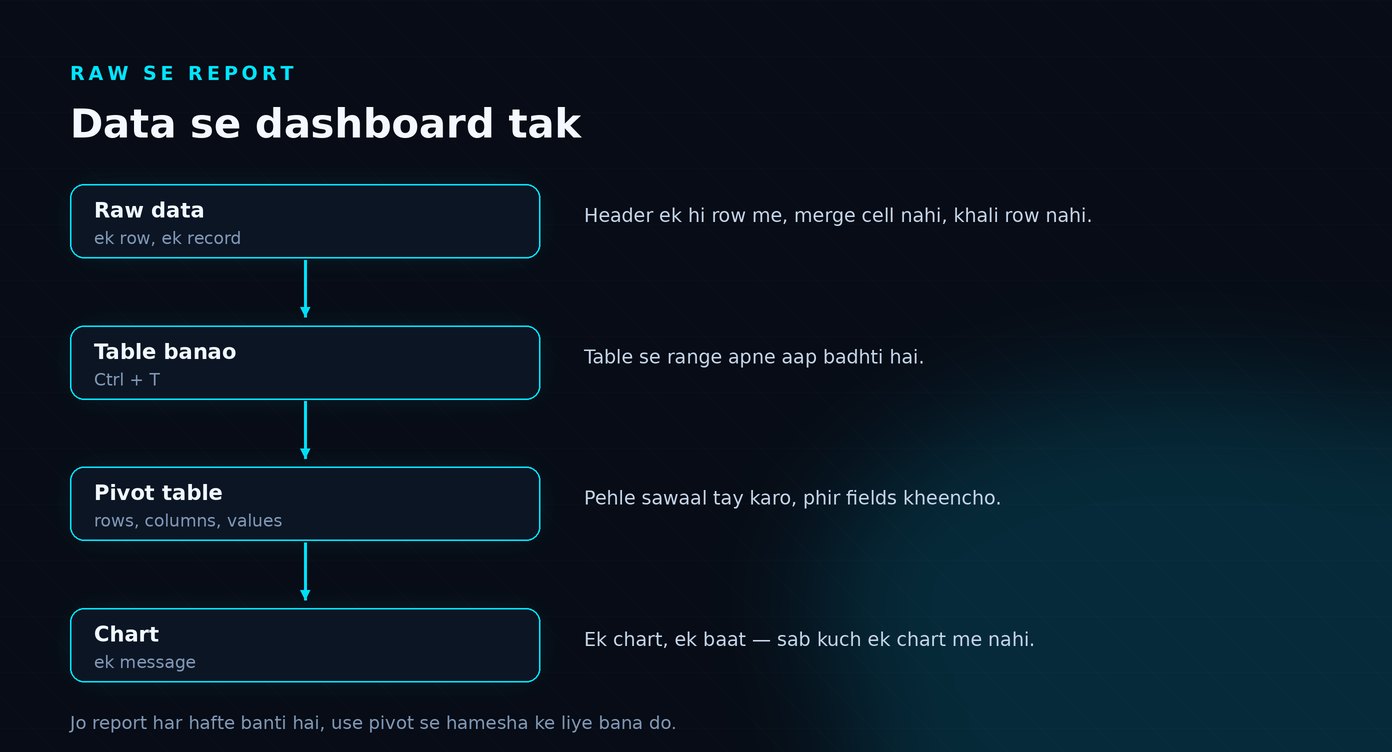 RAW SE REPORT
Data se dashboard tak
Raw data
ek row, ek record
Header ek hi row me, merge cell nahi, khali row nahi.
Table banao
Ctrl + T
Table se range apne aap badhti hai.
Pivot table
rows, columns, values
Pehle sawaal tay karo, phir fields kheencho.
Chart
ek message
Ek chart, ek baat — sab kuch ek chart me nahi.
Jo report har hafte banti hai, use pivot se hamesha ke liye bana do.